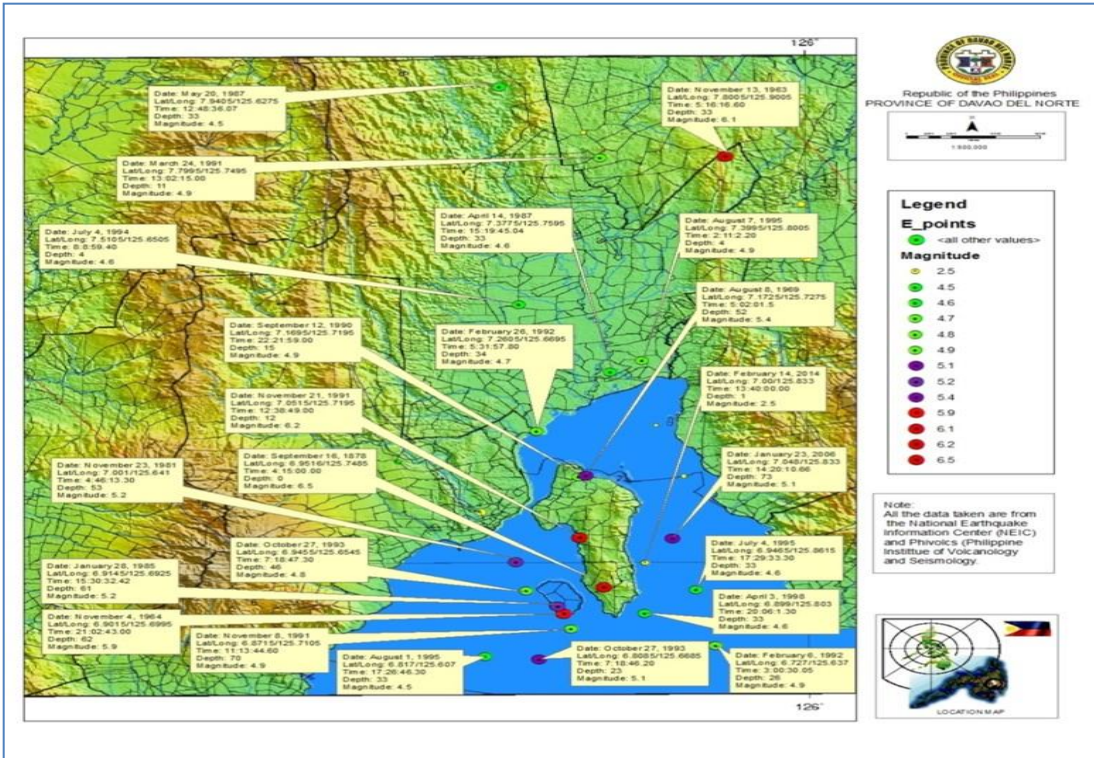 126°
Date: May 20, 1987
Lat/Long: 7.9405/125.6275
Time: 12:48:36.07
Depth: 33
Magnitude: 4.5
Date: November 13, 1963
Lat/Long: 7.8005/125.9005
Time: 5:16:16.60
Depth: 33
Magnitude: 6.1
Date: March 24, 1991
Lat/Long: 7.7995/125.7495
Time: 13:02:15.00
Depth: 11
Magnitude: 4.9
Date: April 14, 1987
Lat/Long: 7.3775/125.7595
Time: 15:19:45.04
Depth: 33
Magnitude: 4.6
Date: August 7, 1995
Lat/Long: 7.3995/125.8005
Time: 2:11:2.20
Depth: 4
Magnitude: 4.9
Date: July 4, 1994
Lat/Long: 7.5105/125.6505
Time: 8:8:59.40
Depth: 4
Magnitude: 4.6
Date: August 8, 1969
Lat/Long: 7.1725/125.7275
Time: 5:02:01.5
Depth: 52
Magnitude: 5.4
Date: September 12, 1990
Lat/Long: 7.1695/125.7195
Time: 22:21:59.00
Depth: 15
Magnitude: 4.9
Date: February 26, 1992
Lat/Long: 7.2605/125.6695
Time: 5:31:57.80
Depth: 34
Magnitude: 4.7
Date: February 14, 2014
Lat/Long: 7.00/125.833
Time: 13:40:00.00
Depth: 1
Magnitude: 2.5
Date: November 21, 1991
Lat/Long: 7.0515/125.7195
Time: 12:38:49.00
Depth: 12
Magnitude: 6.2
Date: September 16, 1878
Lat/Long: 6.9516/125.7485
Time: 4:15:00.00
Depth: 0
Magnitude: 6.5
Date: January 23, 2006
Lat/Long: 7.048/125.833
Time: 14:20:10.66
Depth: 73
Magnitude: 5.1
Date: November 23, 1981
Lat/Long: 7.001/125.641
Time: 4:46:13.30
Depth: 53
Magnitude: 5.2
Date: October 27, 1993
Lat/Long: 6.9455/125.6545
Time: 7:18:47.30
Depth: 46
Magnitude: 4.8
Date: July 4, 1995
Lat/Long: 6.9465/125.8615
Time: 17:29:33.30
Depth: 33
Magnitude: 4.6
Date: January 28, 1985
Lat/Long: 6.9145/125.6925
Time: 15:30:32.42
Depth: 61
Magnitude: 5.2
Date: April 3, 1998
Lat/Long: 6.899/125.803
Time: 20:06:1.30
Depth: 33
Magnitude: 4.6
Date: November 4, 1964
Lat/Long: 6.9015/125.6995
Time: 21:02:43.00
Depth: 62
Magnitude: 5.9
Date: November 8, 1991
Lat/Long: 6.8715/125.7105
Time: 11:13:44.60
Depth: 70
Magnitude: 4.9
Date: August 1, 1995
Lat/Long: 6.817/125.607
Time: 17:26:46.30
Depth: 33
Magnitude: 4.5
Date: October 27, 1993
Lat/Long: 6.8085/125.6685
Time: 7:18:46.20
Depth: 23
Magnitude: 5.1
Date: February 6, 1992
Lat/Long: 6.727/125.637
Time: 3:00:30.05
Depth: 26
Magnitude: 4.9
126°
Republic of the Philippines
PROVINCE OF DAVAO DEL NORTE
1:800,000
Legend
E_points
<all other values>
Magnitude
2.5
4.5
4.6
4.7
4.8
4.9
5.1
5.2
5.4
5.9
6.1
6.2
6.5
Note:
All the data taken are from
the National Earthquake
Information Center (NEIC)
and Phivolcs (Philippine
Institlue of Volcanology
and Seismology.
LOCATION MAP